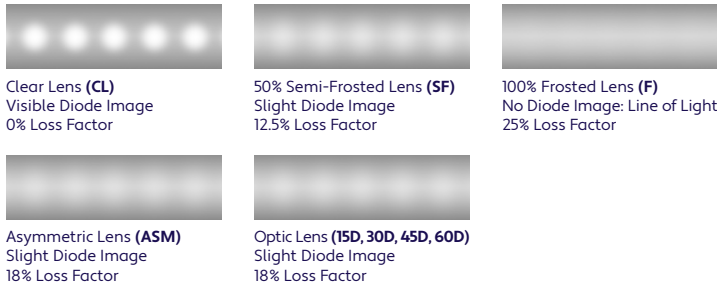 Clear Lens (CL)
Visible Diode Image
0% Loss Factor
50% Semi-Frosted Lens (SF)
Slight Diode Image
12.5% Loss Factor
100% Frosted Lens (F)
No Diode Image: Line of Light
25% Loss Factor
Asymmetric Lens (ASM)
Slight Diode Image
18% Loss Factor
Optic Lens (15D, 30D, 45D, 60D)
Slight Diode Image
18% Loss Factor